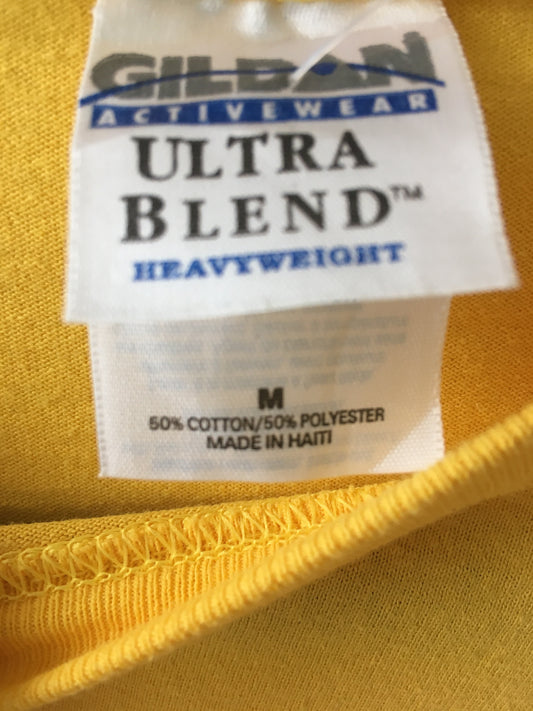 GILDAN
ACTIVEWEAR
ULTRA
BLEND™
HEAVYWEIGHT
M
50% COTTON/50% POLYESTER
MADE IN HAITI